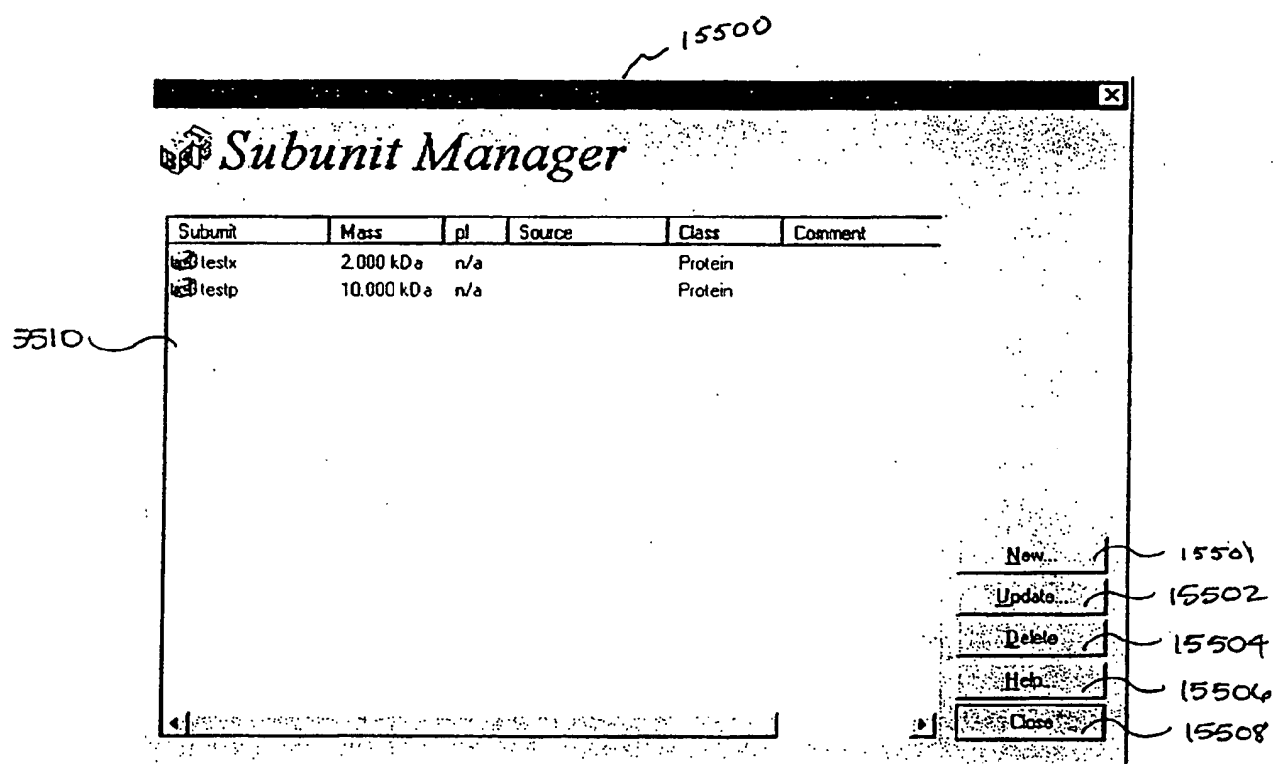 15500
Subunit Manager
Subunit Mass pI Source Class Comment
testx 2.000 kDa n/a Protein
testp 10.000 kDa n/a Protein
5510
New... 15501
Update... 15502
Delete 15504
Help... 15506
Close 15508